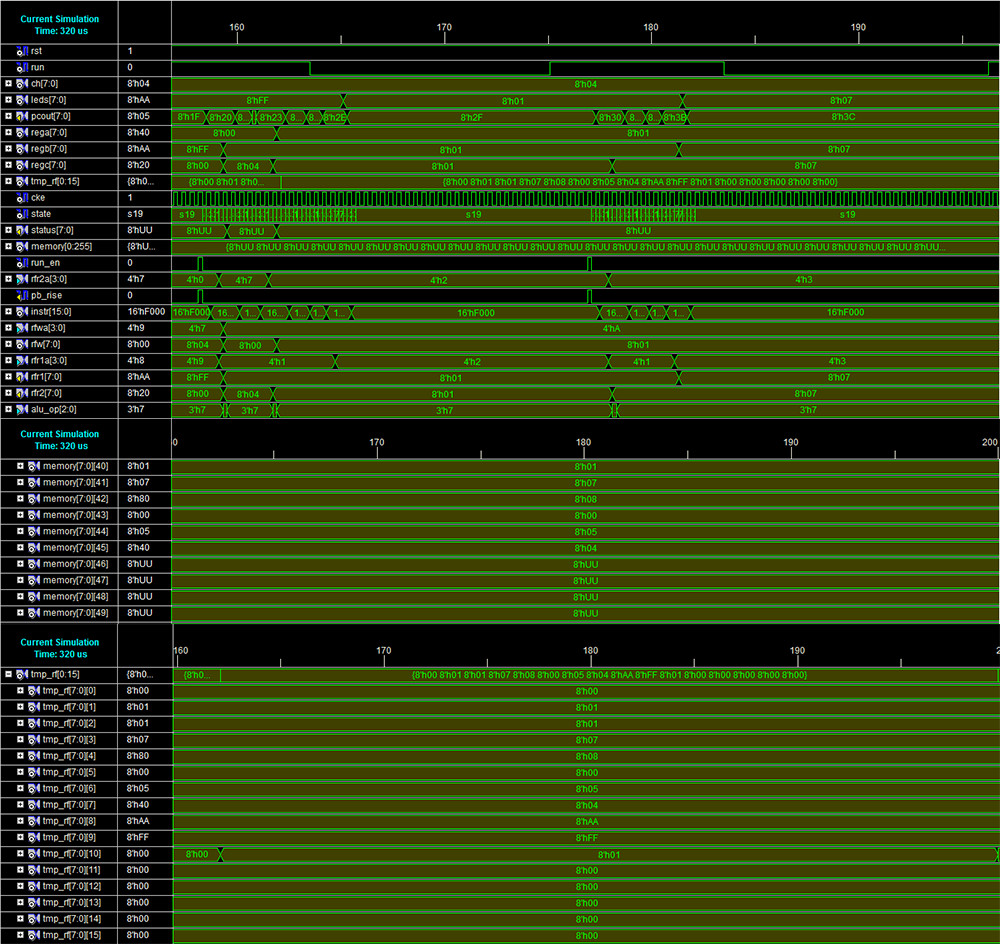 Current Simulation
Time: 320 us
160 170 180 190
rst 1
run 0
ch[7:0] 8'h04 8'h04
leds[7:0] 8'hAA 8'hFF 8'h01 8'h07
pcout[7:0] 8'h05 8'h1F 8'h20 8... 8'h23 8... 8... 8'h2E 8'h2F 8'h30 8... 8... 8'h3E 8'h3C
rega[7:0] 8'h40 8'h00 8'h01
regb[7:0] 8'hAA 8'hFF 8'h01 8'h07
regc[7:0] 8'h20 8'h00 8'h04 8'h01 8'h07
tmp_rf[0:15] {8'h0... {8'h00 8'h01 8'h0... {8'h00 8'h01 8'h01 8'h07 8'h08 8'h00 8'h05 8'h04 8'hAA 8'hFF 8'h01 8'h00 8'h00 8'h00 8'h00 8'h00}
cke 1
state s19 s19 s19 s19
status[7:0] 8'hUU 8'hUU 8'hUU 8'hUU
memory[0:255] {8'hU... {8'hUU 8'hUU 8'hUU 8'hUU 8'hUU 8'hUU 8'hUU 8'hUU 8'hUU 8'hUU 8'hUU 8'hUU 8'hUU 8'hUU 8'hUU 8'hUU 8'hUU 8'hUU 8'hUU 8'hUU 8'hUU 8'hUU 8'hUU 8'hUU 8'hUU...
run_en 0
rfr2a[3:0] 4'h7 4'h0 4'h7 4'h2 4'h3
pb_rise 0
instr[15:0] 16'hF000 16'hF000 16... 1... 16... 1... 1... 1... 16'hF000 16... 1... 1... 1... 16'hF000
rfwa[3:0] 4'h9 4'h7 4'hA
rfw[7:0] 8'h00 8'h04 8'h00 8'h01
rfr1a[3:0] 4'h8 4'h9 4'h1 4'h2 4'h1 4'h3
rfr1[7:0] 8'hAA 8'hFF 8'h01 8'h07
rfr2[7:0] 8'h20 8'h00 8'h04 8'h01 8'h07
alu_op[2:0] 3'h7 3'h7 3'h7 3'h7 3'h7
Current Simulation
Time: 320 us
0 170 180 190 200
memory[7:0][40] 8'h01 8'h01
memory[7:0][41] 8'h07 8'h07
memory[7:0][42] 8'h80 8'h08
memory[7:0][43] 8'h00 8'h00
memory[7:0][44] 8'h05 8'h05
memory[7:0][45] 8'h40 8'h04
memory[7:0][46] 8'hUU 8'hUU
memory[7:0][47] 8'hUU 8'hUU
memory[7:0][48] 8'hUU 8'hUU
memory[7:0][49] 8'hUU 8'hUU
Current Simulation
Time: 320 us
160 170 180 190 2
tmp_rf[0:15] {8'h0... {8'h0... {8'h00 8'h01 8'h01 8'h07 8'h08 8'h00 8'h05 8'h04 8'hAA 8'hFF 8'h01 8'h00 8'h00 8'h00 8'h00 8'h00}
tmp_rf[7:0][0] 8'h00 8'h00
tmp_rf[7:0][1] 8'h01 8'h01
tmp_rf[7:0][2] 8'h01 8'h01
tmp_rf[7:0][3] 8'h07 8'h07
tmp_rf[7:0][4] 8'h80 8'h08
tmp_rf[7:0][5] 8'h00 8'h00
tmp_rf[7:0][6] 8'h05 8'h05
tmp_rf[7:0][7] 8'h40 8'h04
tmp_rf[7:0][8] 8'hAA 8'hAA
tmp_rf[7:0][9] 8'hFF 8'hFF
tmp_rf[7:0][10] 8'h00 8'h00 8'h01
tmp_rf[7:0][11] 8'h00 8'h00
tmp_rf[7:0][12] 8'h00 8'h00
tmp_rf[7:0][13] 8'h00 8'h00
tmp_rf[7:0][14] 8'h00 8'h00
tmp_rf[7:0][15] 8'h00 8'h00